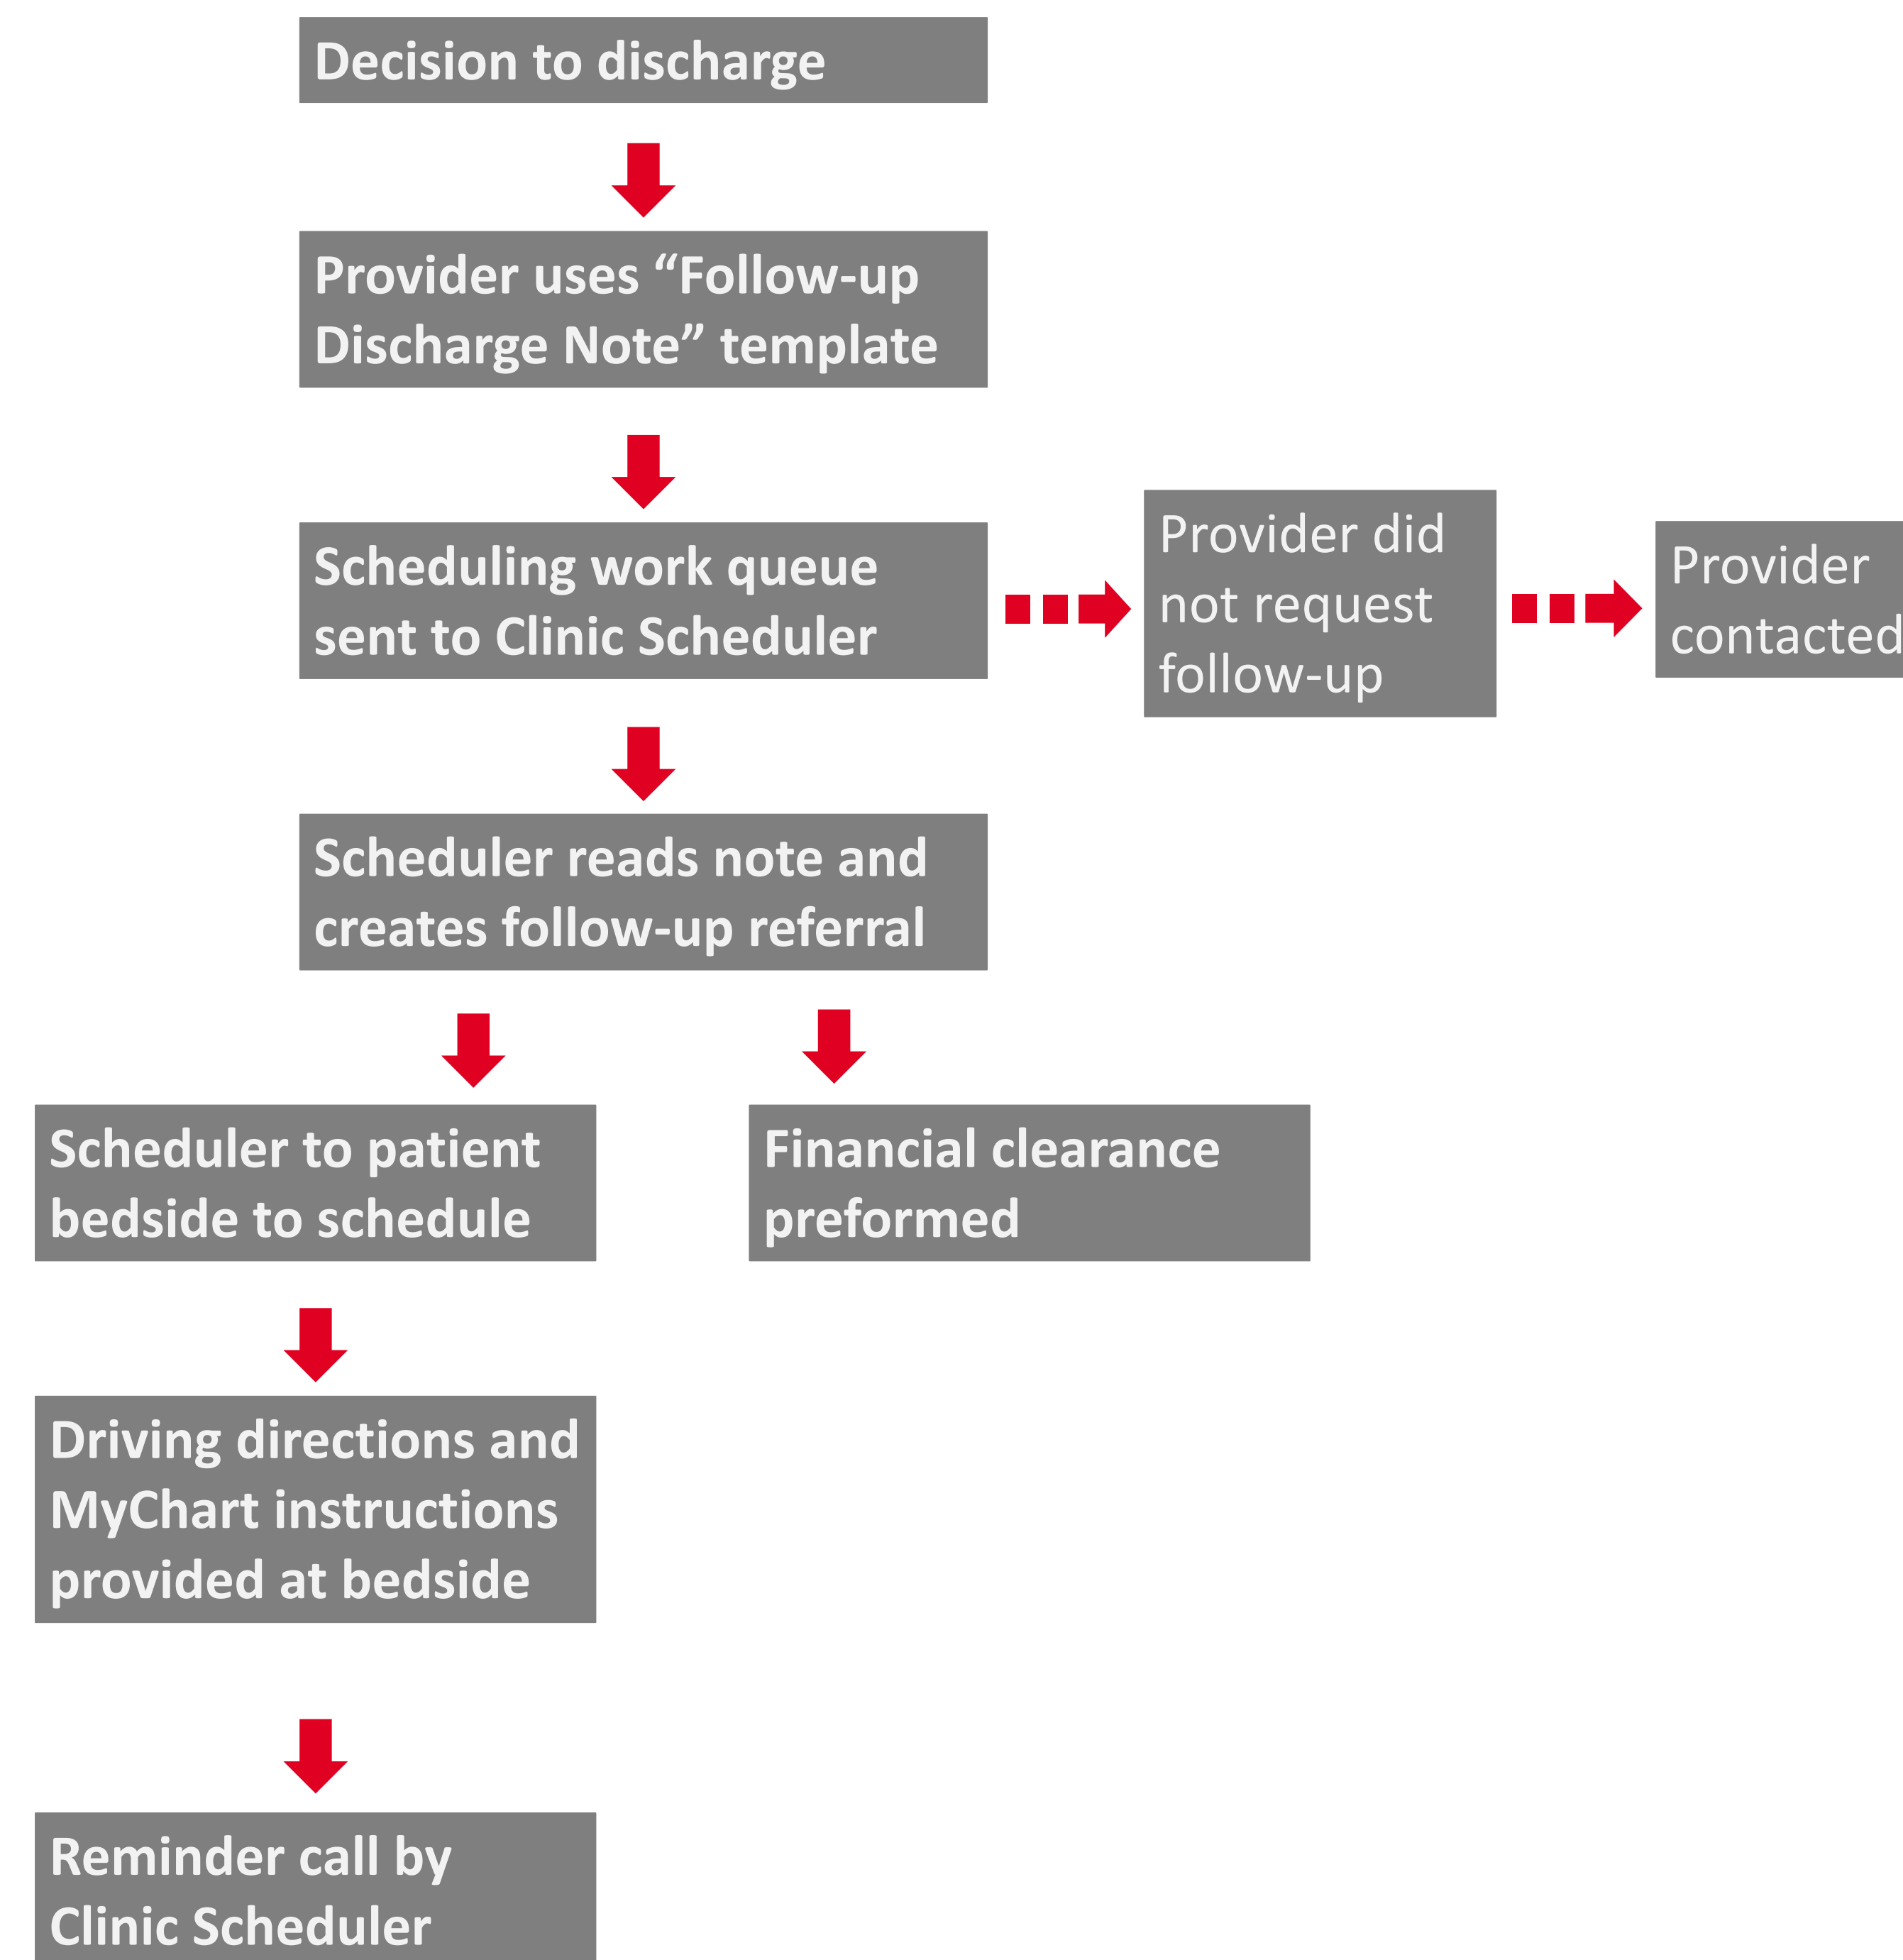 Decision to discharge
Provider uses “Follow-up
Discharge Note” template
Scheduling work queue
sent to Clinic Scheduler
Provider did
not request
follow-up
Provider
contacted
Scheduler reads note and
creates follow-up referral
Scheduler to patient
bedside to schedule
Financial clearance
preformed
Driving directions and
MyChart instructions
provided at bedside
Reminder call by
Clinic Scheduler